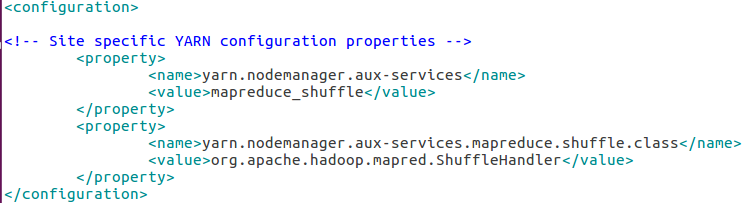 <configuration>
<!-- Site specific YARN configuration properties -->
<property>
<name>yarn.nodemanager.aux-services</name>
<value>mapreduce_shuffle</value>
</property>
<property>
<name>yarn.nodemanager.aux-services.mapreduce.shuffle.class</name>
<value>org.apache.hadoop.mapred.ShuffleHandler</value>
</property>
</configuration>